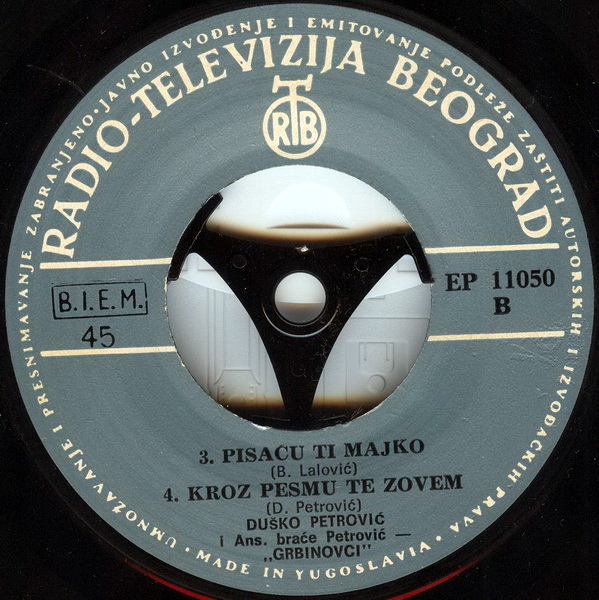 UMNOŽAVANJE I PRESNIMAVANJE ZABRANJENO · JAVNO IZVOĐENJE I EMITOVANJE PODLEŽE ZAŠTITI AUTORSKIH I IZVOĐAČKIH PRAVA ·
RADIO-TELEVIZIJA BEOGRAD
RTB
B.I.E.M.
45
EP 11050
B
3. PISAĆU TI MAJKO
(B. Lalović)
4. KROZ PESMU TE ZOVEM
(D. Petrović)
DUŠKO PETROVIĆ
i Ans. braće Petrović —
„GRBINOVCI"
· MADE IN YUGOSLAVIA ·